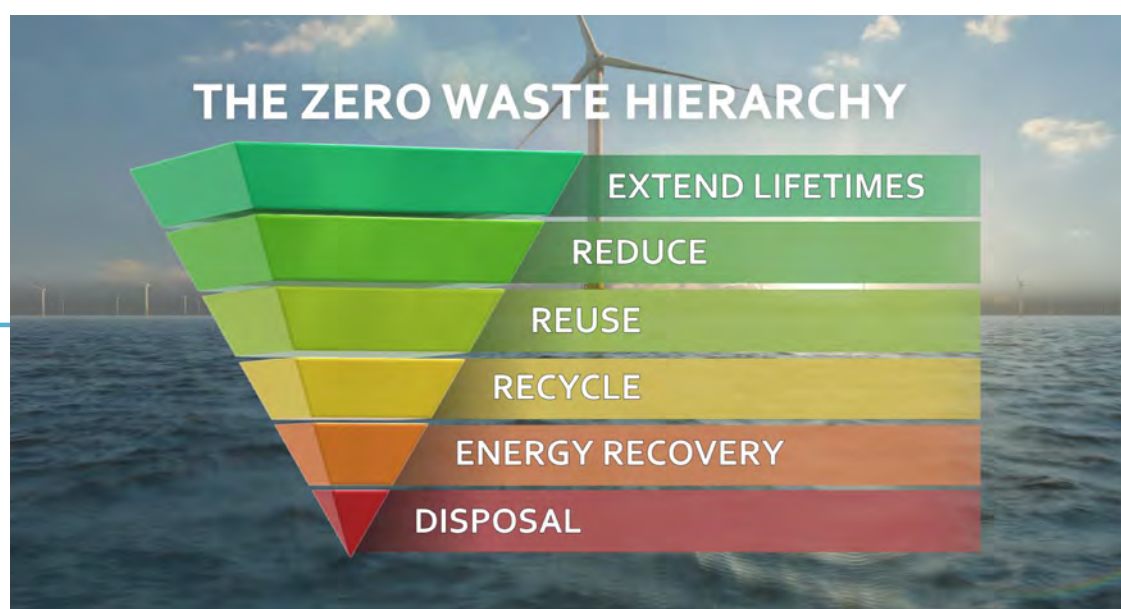 THE ZERO WASTE HIERARCHY
EXTEND LIFETIMES
REDUCE
REUSE
RECYCLE
ENERGY RECOVERY
DISPOSAL